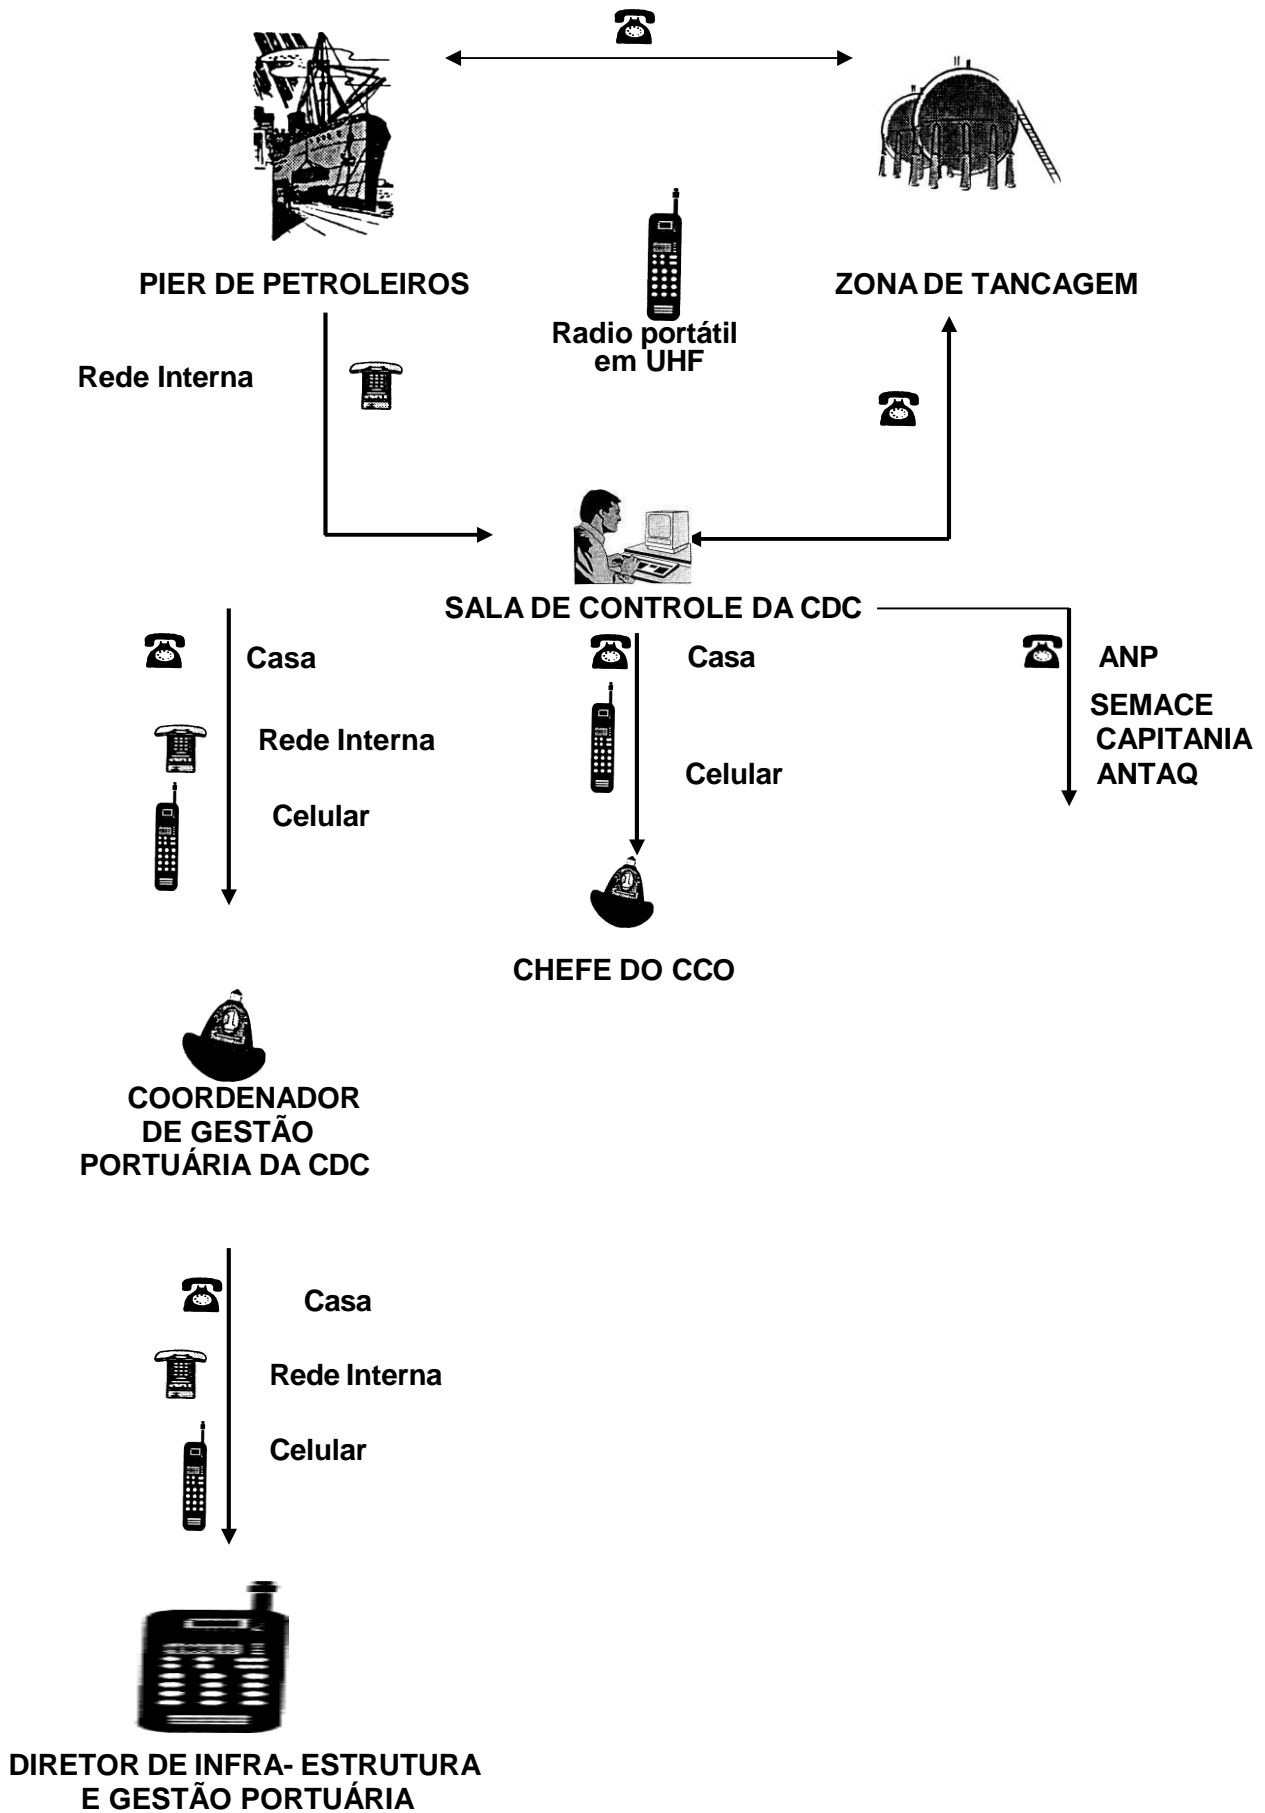 PIER DE PETROLEIROS
ZONA DE TANCAGEM
Radio portátil
em UHF
Rede Interna
SALA DE CONTROLE DA CDC
Casa
Rede Interna
Celular
Casa
Celular
ANP
SEMACE
CAPITANIA
ANTAQ
CHEFE DO CCO
COORDENADOR
DE GESTÃO
PORTUÁRIA DA CDC
Casa
Rede Interna
Celular
DIRETOR DE INFRA- ESTRUTURA
E GESTÃO PORTUÁRIA